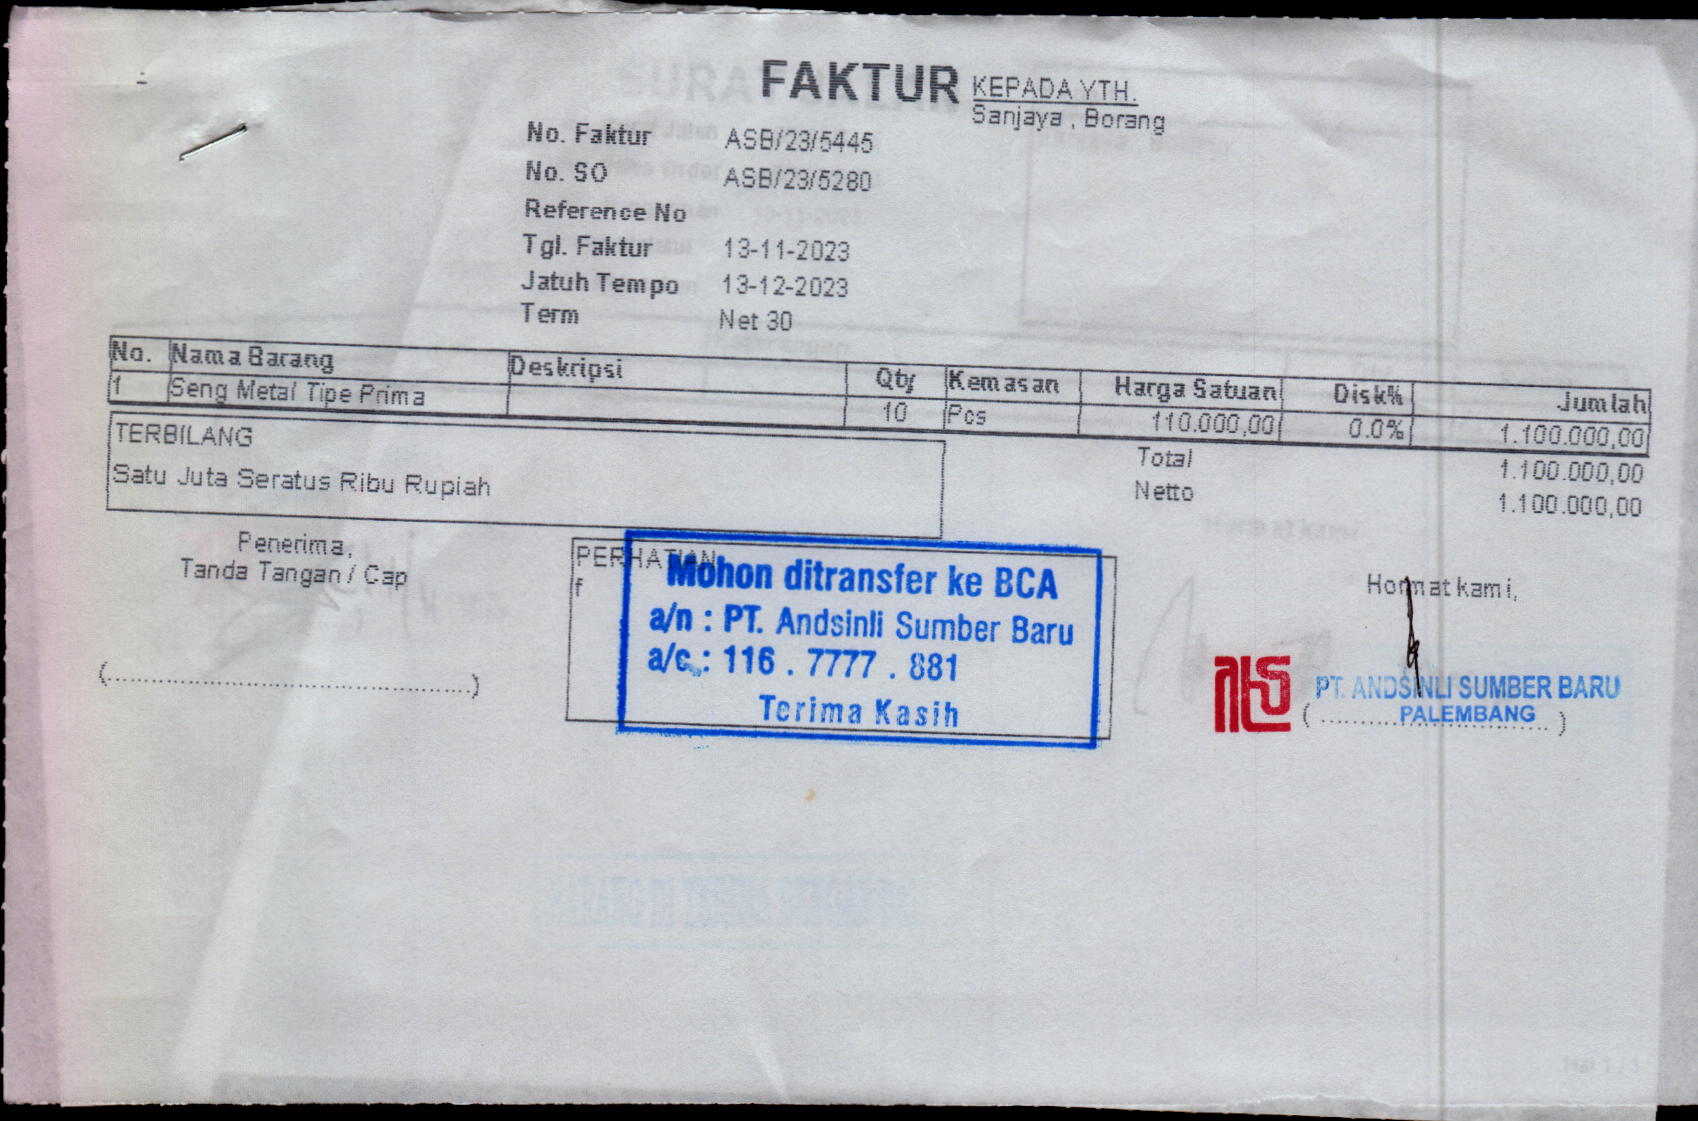 FAKTUR
KEPADA YTH.
Sanjaya , Borang
No. Faktur ASB/23/5445
No. SO ASB/23/5280
Reference No
Tgl. Faktur 13-11-2023
Jatuh Tempo 13-12-2023
Term Net 30
No. Nama Barang Deskripsi Qty Kemasan Harga Satuan Disk% Jumlah
1 Seng Metal Tipe Prima 10 Pcs 110.000,00 0.0% 1.100.000,00
TERBILANG
Satu Juta Seratus Ribu Rupiah
Total 1.100.000,00
Netto 1.100.000,00
Penerima,
Tanda Tangan / Cap
(............................................)
PERHATIAN
f
Mohon ditransfer ke BCA
a/n : PT. Andsinli Sumber Baru
a/c : 116 . 7777 . 881
Terima Kasih
Hormat kami,
PT. ANDSINLI SUMBER BARU
PALEMBANG